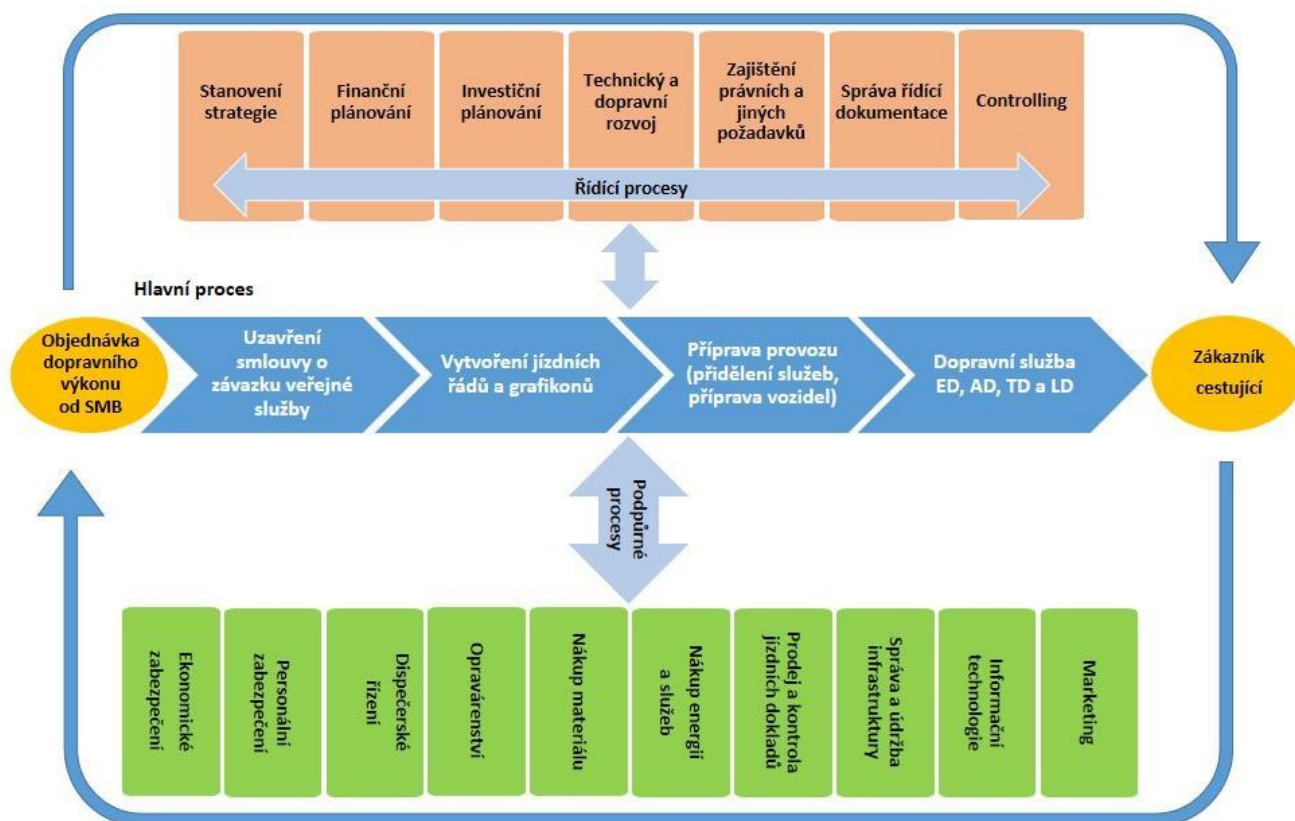 Stanovení
strategie
Finanční
plánování
Investiční
plánování
Technický a
dopravní
rozvoj
Zajištění
právních a
jiných
požadavků
Správa řídící
dokumentace
Controlling
Řídící procesy
Hlavní proces
Objednávka
dopravního
výkonu
od SMB
Uzavření
smlouvy o
závazku veřejné
služby
Vytvoření jízdních
řádů a grafikonů
Příprava provozu
(přidělení služeb,
příprava vozidel)
Dopravní služba
ED, AD, TD a LD
Zákazník
cestující
Podpůrné
procesy
Ekonomické
zabezpečení
Personální
zabezpečení
Dispečerské
řízení
Opravárenství
Nákup materiálu
Nákup energií
a služeb
Prodej a kontrola
jízdních dokladů
Správa a údržba
infrastruktury
Informační
technologie
Marketing